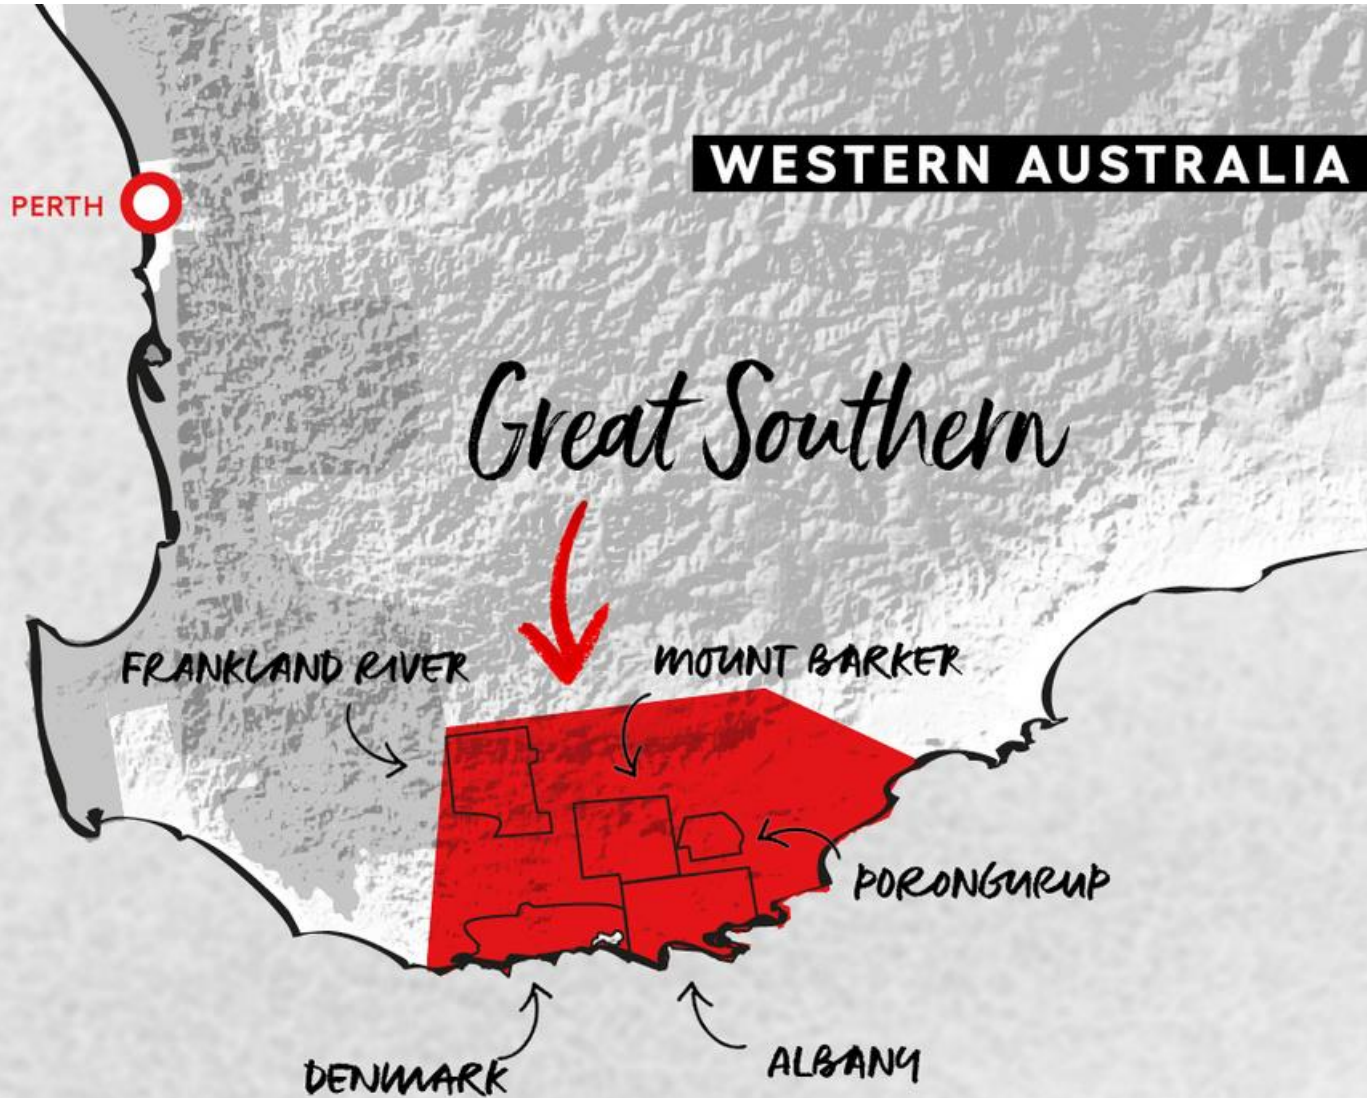 WESTERN AUSTRALIA
PERTH
Great Southern
FRANKLAND RIVER
MOUNT BARKER
PORONGURUP
DENMARK
ALBANY